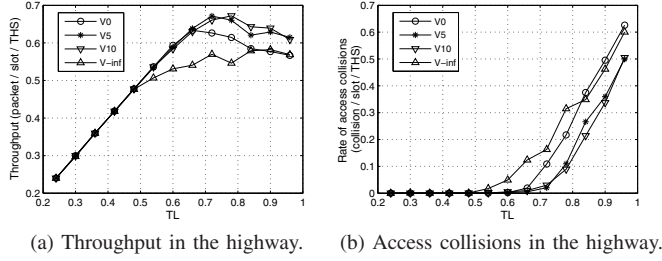 Throughput (packet / slot / THS)
0.7
0.6
0.5
0.4
0.3
0.2
V0
V5
V10
V−inf
0.2 0.3 0.4 0.5 0.6 0.7 0.8 0.9 1
TL
(a) Throughput in the highway.
Rate of access collisions
(collision / slot / THS)
0.7
0.6
0.5
0.4
0.3
0.2
0.1
0
V0
V5
V10
V−inf
0.2 0.3 0.4 0.5 0.6 0.7 0.8 0.9 1
TL
(b) Access collisions in the highway.